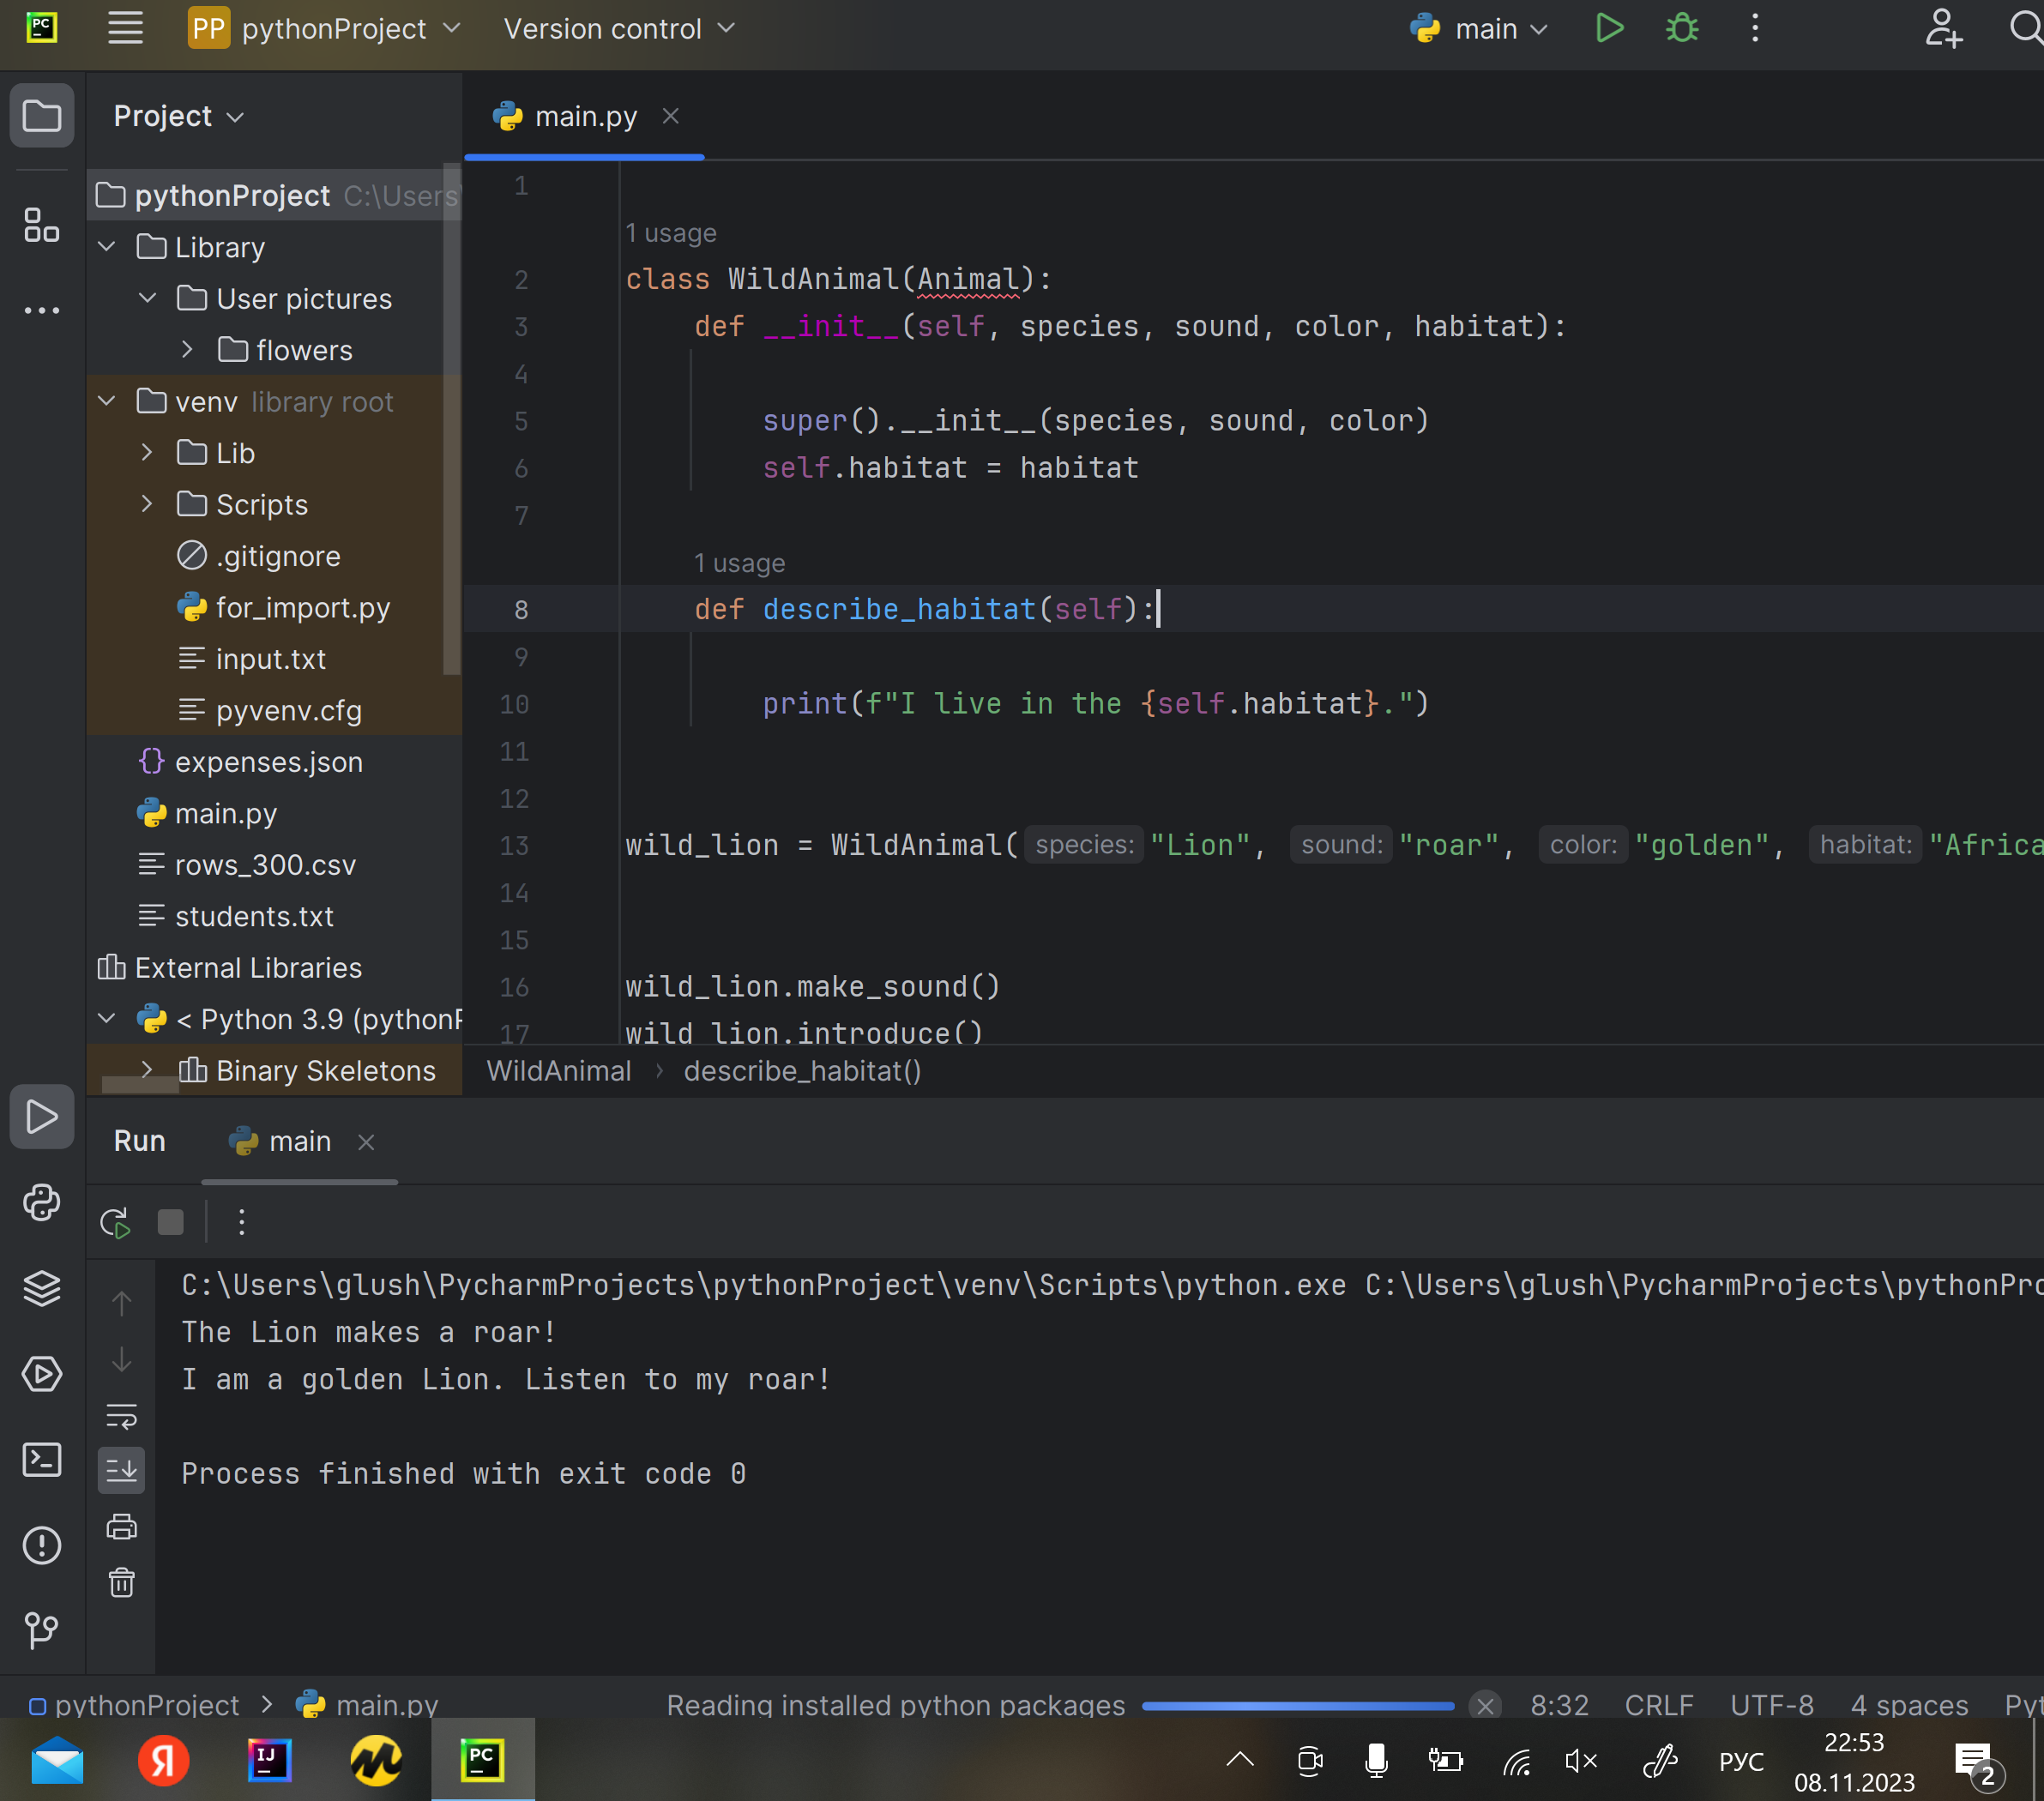 PC
PP pythonProject
Version control
main
Project
main.py
pythonProject C:\Users
Library
User pictures
flowers
venv library root
Lib
Scripts
.gitignore
for_import.py
input.txt
pyvenv.cfg
expenses.json
main.py
rows_300.csv
students.txt
External Libraries
< Python 3.9 (pythonP
Binary Skeletons
1
1 usage
2 class WildAnimal(Animal):
3 def __init__(self, species, sound, color, habitat):
4
5 super().__init__(species, sound, color)
6 self.habitat = habitat
7
1 usage
8 def describe_habitat(self):
9
10 print(f"I live in the {self.habitat}.")
11
12
13 wild_lion = WildAnimal( species: "Lion", sound: "roar", color: "golden", habitat: "Africa
14
15
16 wild_lion.make_sound()
17 wild_lion.introduce()
WildAnimal > describe_habitat()
Run
main
C:\Users\glush\PycharmProjects\pythonProject\venv\Scripts\python.exe C:\Users\glush\PycharmProjects\pythonPro
The Lion makes a roar!
I am a golden Lion. Listen to my roar!
Process finished with exit code 0
pythonProject > main.py
Reading installed python packages
8:32 CRLF UTF-8 4 spaces Pyt
Я
IJ
PC
РУС
22:53
08.11.2023
2